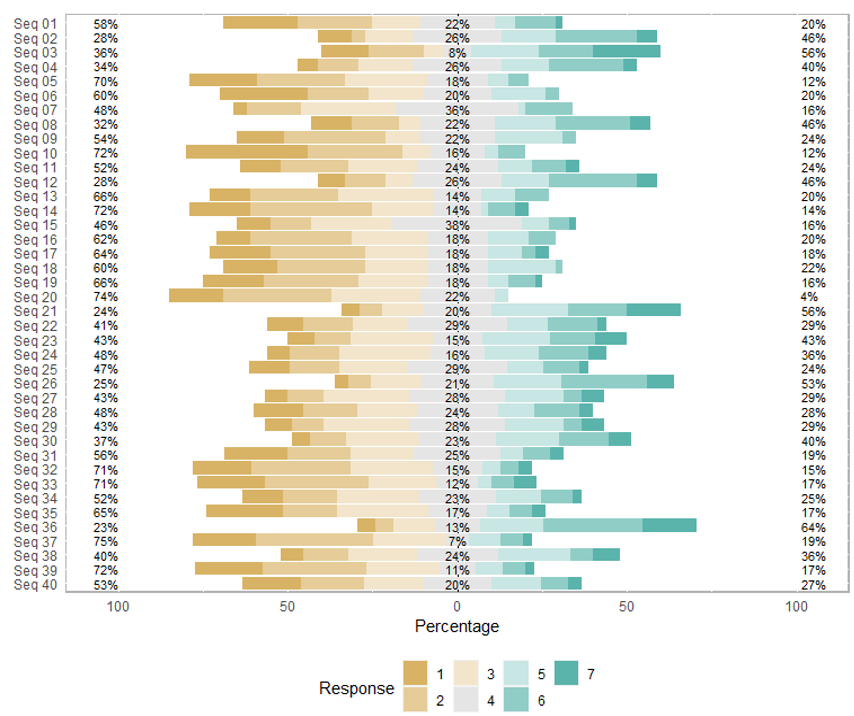 Seq 01 58% 22% 20%
Seq 02 28% 26% 46%
Seq 03 36% 8% 56%
Seq 04 34% 26% 40%
Seq 05 70% 18% 12%
Seq 06 60% 20% 20%
Seq 07 48% 36% 16%
Seq 08 32% 22% 46%
Seq 09 54% 22% 24%
Seq 10 72% 16% 12%
Seq 11 52% 24% 24%
Seq 12 28% 26% 46%
Seq 13 66% 14% 20%
Seq 14 72% 14% 14%
Seq 15 46% 38% 16%
Seq 16 62% 18% 20%
Seq 17 64% 18% 18%
Seq 18 60% 18% 22%
Seq 19 66% 18% 16%
Seq 20 74% 22% 4%
Seq 21 24% 20% 56%
Seq 22 41% 29% 29%
Seq 23 43% 15% 43%
Seq 24 48% 16% 36%
Seq 25 47% 29% 24%
Seq 26 25% 21% 53%
Seq 27 43% 28% 29%
Seq 28 48% 24% 28%
Seq 29 43% 28% 29%
Seq 30 37% 23% 40%
Seq 31 56% 25% 19%
Seq 32 71% 15% 15%
Seq 33 71% 12% 17%
Seq 34 52% 23% 25%
Seq 35 65% 17% 17%
Seq 36 23% 13% 64%
Seq 37 75% 7% 19%
Seq 38 40% 24% 36%
Seq 39 72% 11% 17%
Seq 40 53% 20% 27%
100 50 0 50 100
Percentage
Response
1 3 5 7
2 4 6